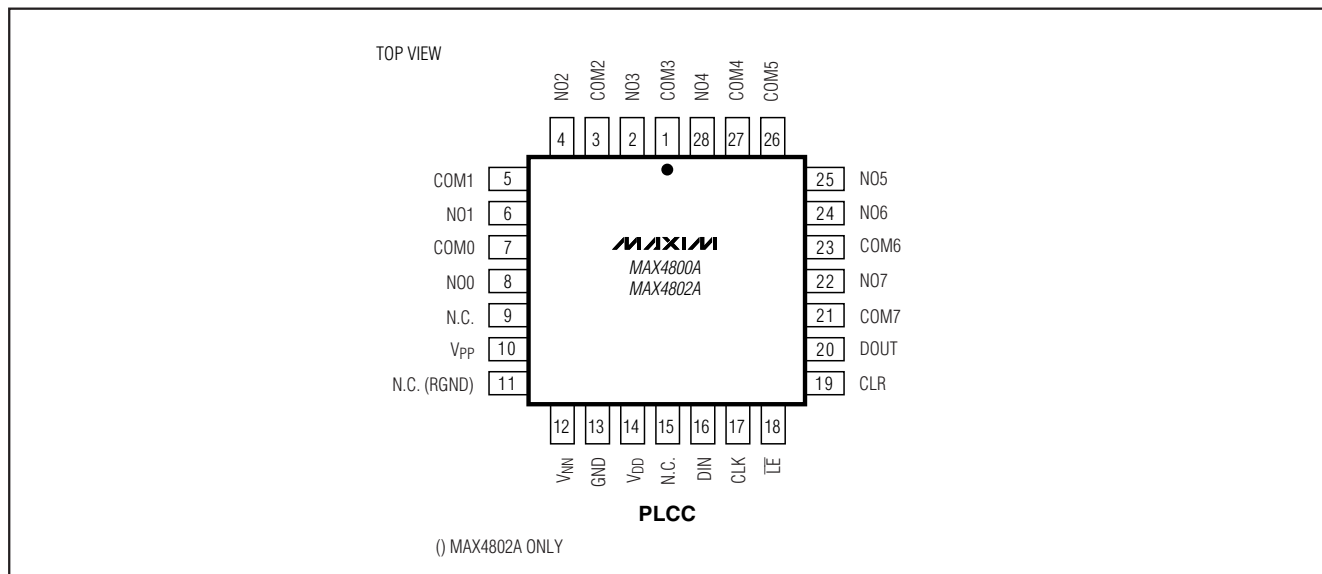 TOP VIEW
NO2 COM2 NO3 COM3 NO4 COM4 COM5
4 3 2 1 28 27 26
COM1 5 25 NO5
NO1 6 24 NO6
COM0 7 23 COM6
NO0 8 22 NO7
N.C. 9 21 COM7
VPP 10 20 DOUT
N.C. (RGND) 11 19 CLR
MAXIM
MAX4800A
MAX4802A
12 13 14 15 16 17 18
VNN GND VDD N.C. DIN CLK L̅E̅
PLCC
() MAX4802A ONLY